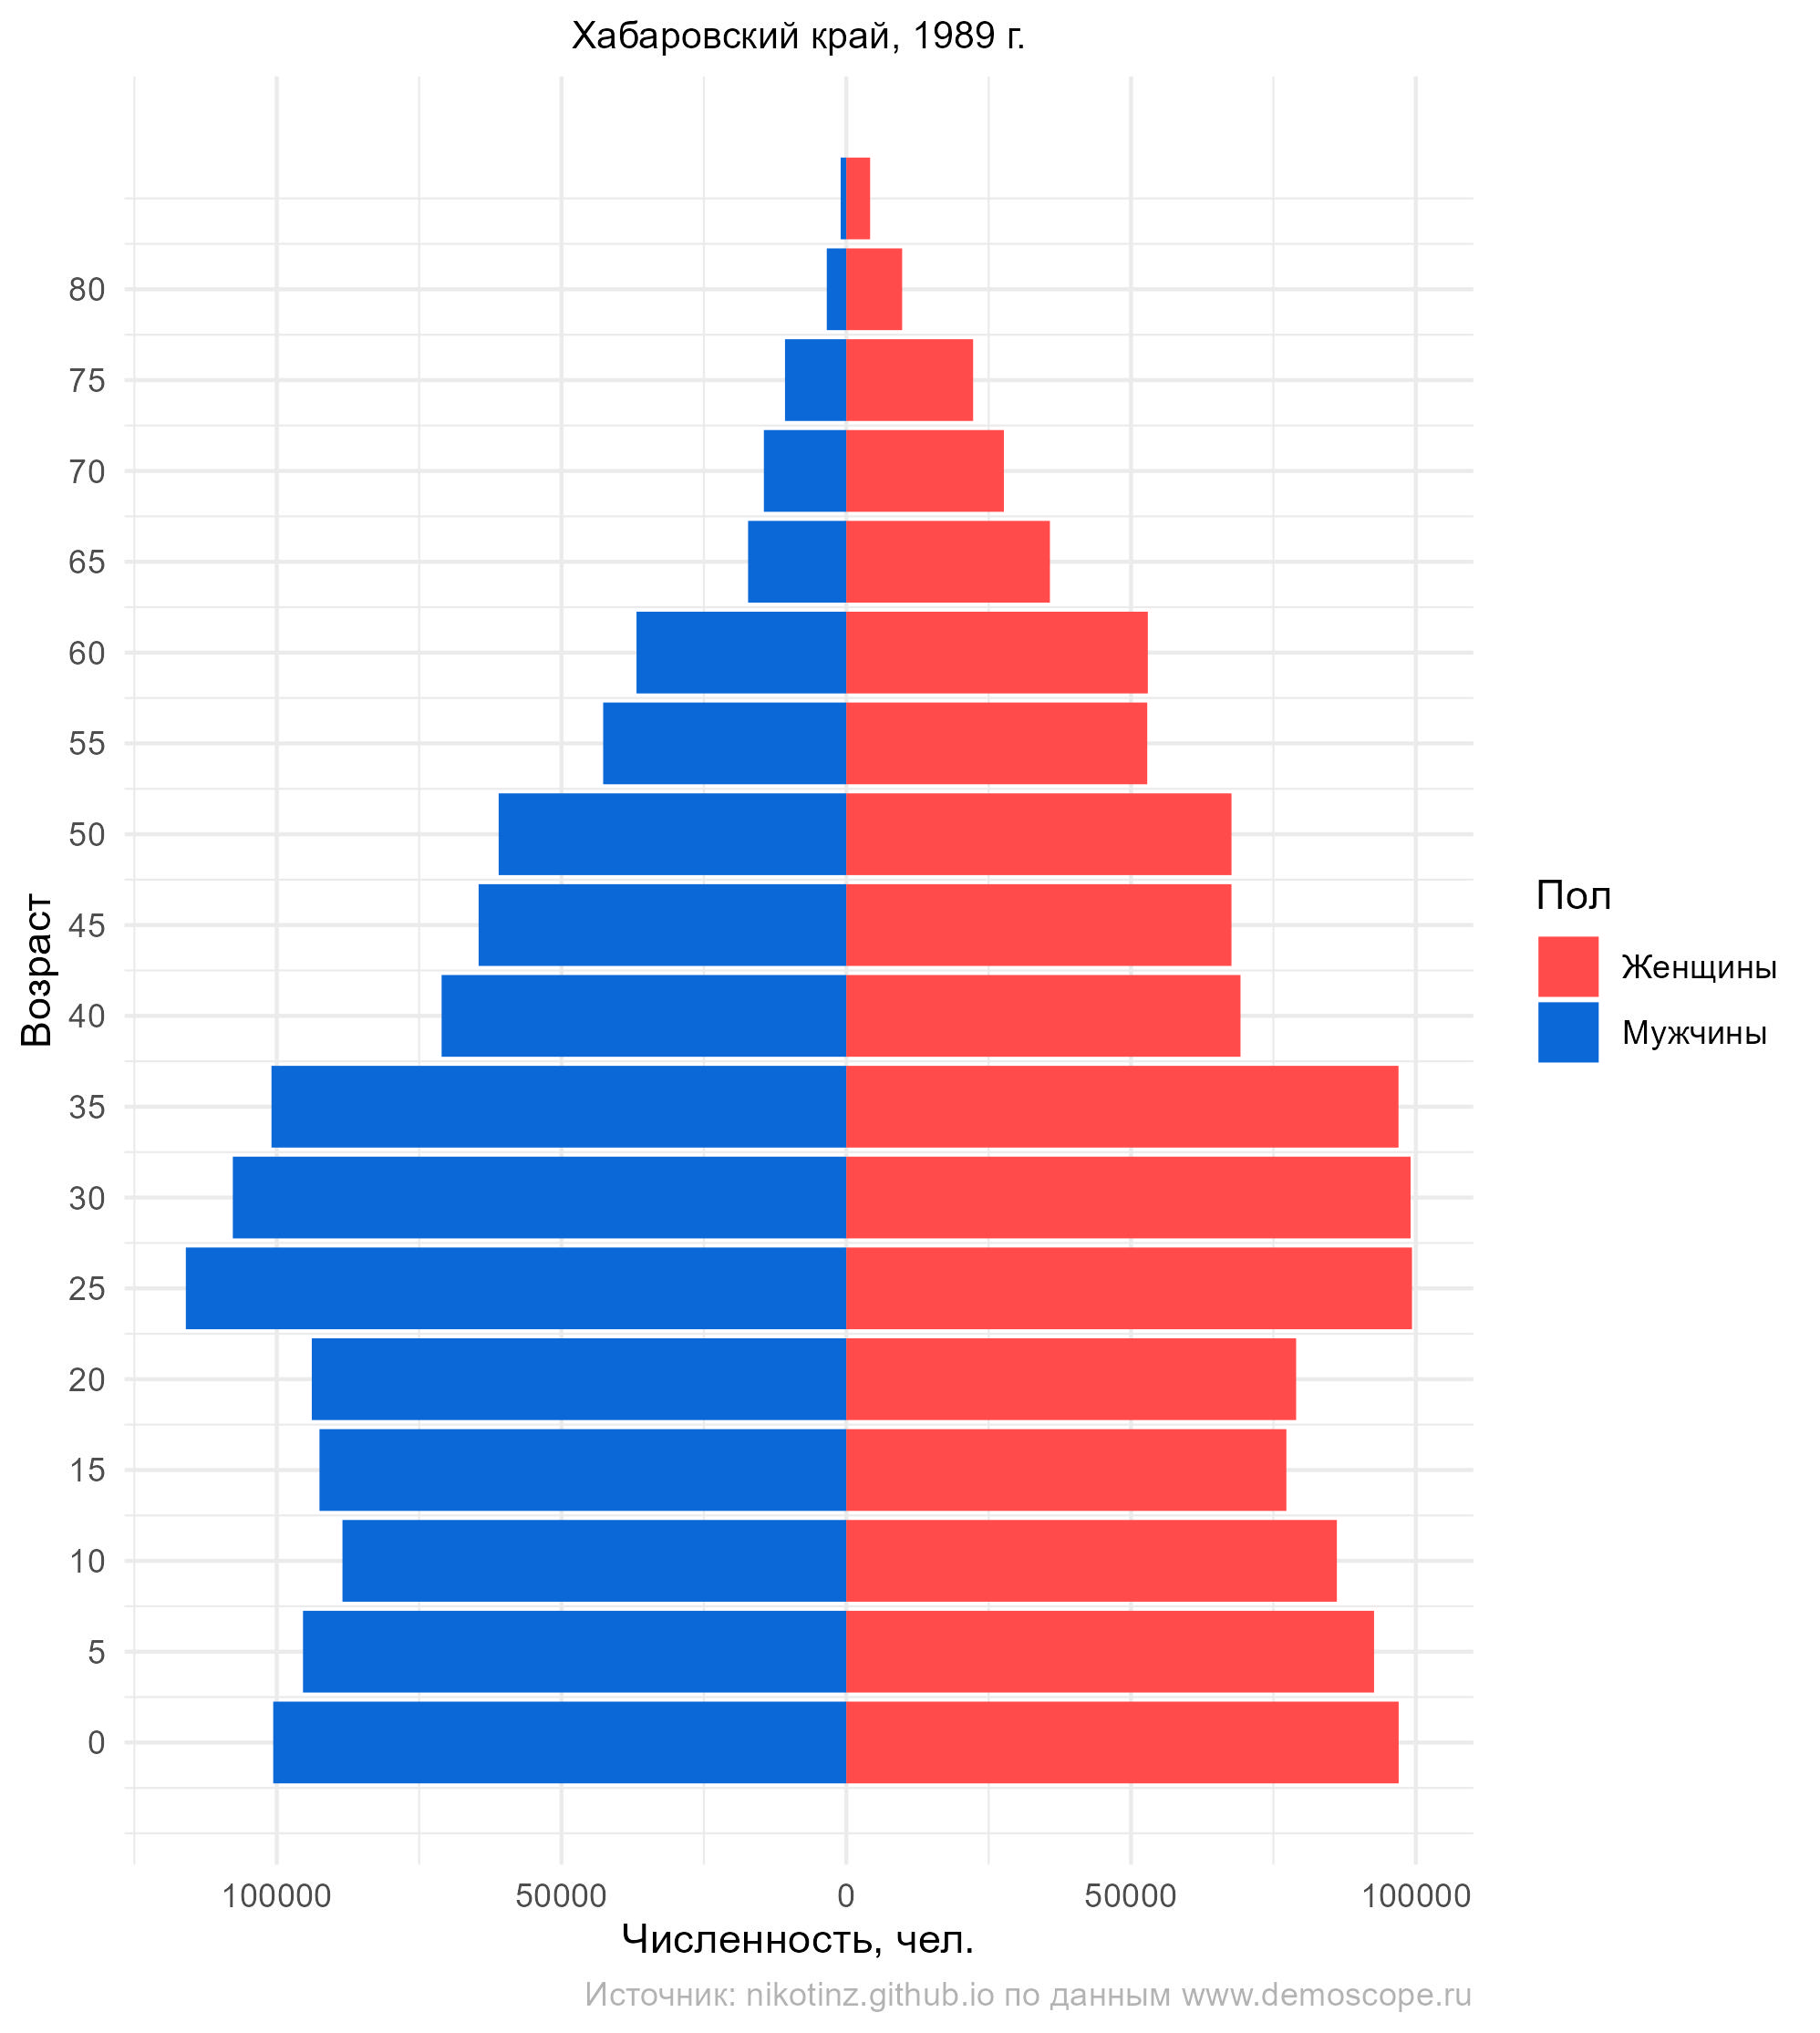 Хабаровский край, 1989 г.
80
75
70
65
60
55
50
45
40
35
30
25
20
15
10
5
0
Возраст
100000 50000 0 50000 100000
Численность, чел.
Пол
Женщины
Мужчины
Источник: nikotinz.github.io по данным www.demoscope.ru